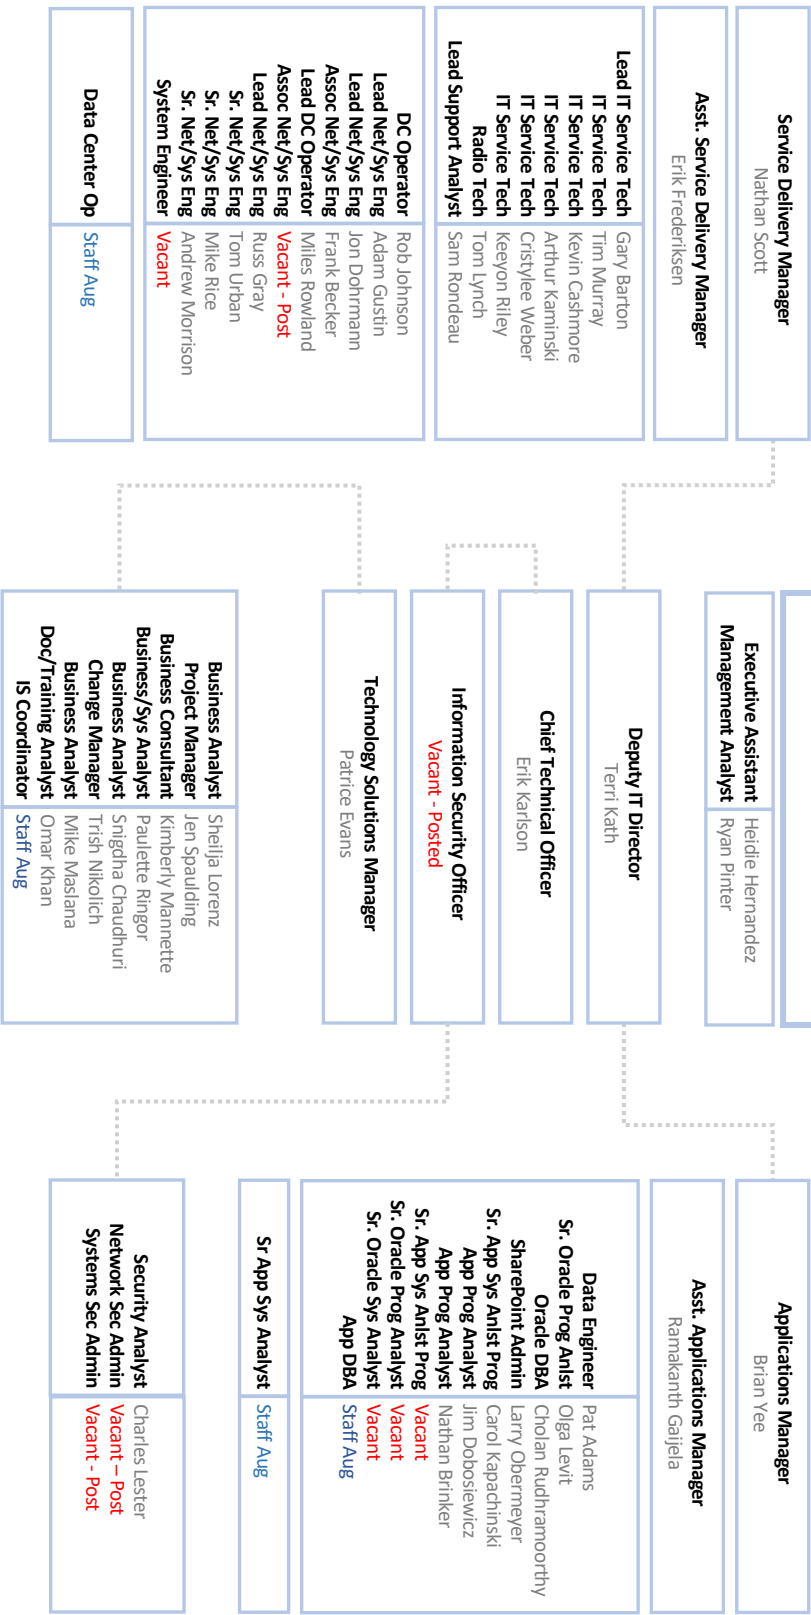 Service Delivery Manager
Nathan Scott
Asst. Service Delivery Manager
Erik Frederiksen
Lead IT Service Tech Gary Barton
IT Service Tech Tim Murray
IT Service Tech Kevin Cashmore
IT Service Tech Arthur Kaminski
IT Service Tech Cristylee Weber
IT Service Tech Keeyon Riley
Radio Tech Tom Lynch
Lead Support Analyst Sam Rondeau
DC Operator Rob Johnson
Lead Net/Sys Eng Adam Gustin
Lead Net/Sys Eng Jon Dohrmann
Assoc Net/Sys Eng Frank Becker
Lead DC Operator Miles Rowland
Assoc Net/Sys Eng Vacant - Post
Lead Net/Sys Eng Russ Gray
Sr. Net/Sys Eng Tom Urban
Sr. Net/Sys Eng Mike Rice
Sr. Net/Sys Eng Andrew Morrison
System Engineer Vacant
Data Center Op Staff Aug
Executive Assistant Heidie Hernandez
Management Analyst Ryan Pinter
Deputy IT Director
Terri Kath
Chief Technical Officer
Erik Karlson
Information Security Officer
Vacant - Posted
Technology Solutions Manager
Patrice Evans
Business Analyst Sheilja Lorenz
Project Manager Jen Spaulding
Business Consultant Kimberly Mannette
Business/Sys Analyst Paulette Ringor
Business Analyst Snigdha Chaudhuri
Change Manager Trish Nikolich
Business Analyst Mike Maslana
Doc/Training Analyst Omar Khan
IS Coordinator Staff Aug
Applications Manager
Brian Yee
Asst. Applications Manager
Ramakanth Gaijela
Data Engineer Pat Adams
Sr. Oracle Prog Anlst Olga Levit
Oracle DBA Cholan Rudhramoorthy
SharePoint Admin Larry Obermeyer
Sr. App Sys Anlst Prog Carol Kapachinski
App Prog Analyst Jim Dobosiewicz
App Prog Analyst Nathan Brinker
Sr. App Sys Anlst Prog Vacant
Sr. Oracle Prog Analyst Vacant
Sr. Oracle Sys Analyst Vacant
App DBA Staff Aug
Sr App Sys Analyst Staff Aug
Security Analyst Charles Lester
Network Sec Admin Vacant – Post
Systems Sec Admin Vacant - Post